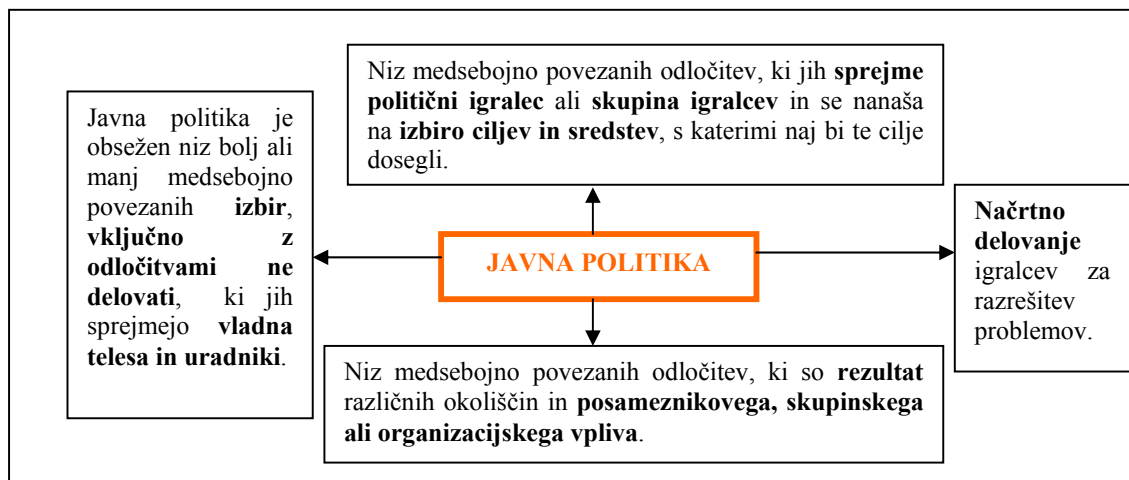 Niz medsebojno povezanih odločitev, ki jih sprejme
politični igralec ali skupina igralcev in se nanaša
na izbiro ciljev in sredstev, s katerimi naj bi te cilje
dosegli.
Javna politika je
obsežen niz bolj ali
manj medsebojno
povezanih izbir,
vključno z
odločitvami ne
delovati, ki jih
sprejmejo vladna
telesa in uradniki.
JAVNA POLITIKA
Načrtno
delovanje
igralcev za
razrešitev
problemov.
Niz medsebojno povezanih odločitev, ki so rezultat
različnih okoliščin in posameznikovega, skupinskega
ali organizacijskega vpliva.